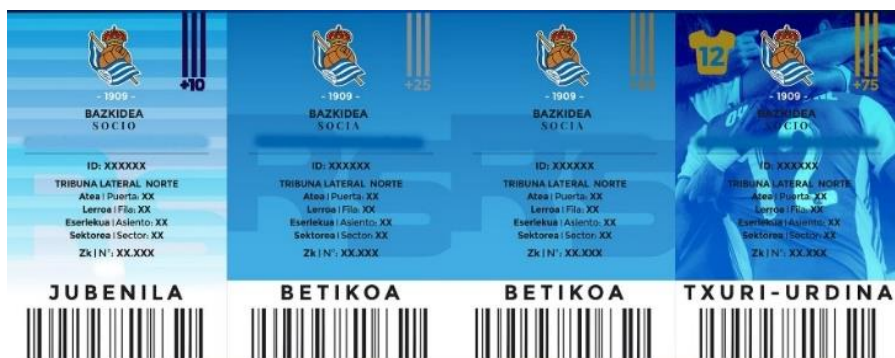 +10
- 1909 -
BAZKIDEA
SOCIO
ID: XXXXXX
TRIBUNA LATERAL NORTE
Atea | Puerta: XX
Lerroa | Fila: XX
Eserlekua | Asiento: XX
Sektorea | Sector: XX
Zk | Nº: XX.XXX
JUBENILA
+25
- 1909 -
BAZKIDEA
SOCIA
ID: XXXXXX
TRIBUNA LATERAL NORTE
Atea | Puerta: XX
Lerroa | Fila: XX
Eserlekua | Asiento: XX
Sektorea | Sector: XX
Zk | Nº: XX.XXX
BETIKOA
- 1909 -
BAZKIDEA
SOCIA
ID: XXXXXX
TRIBUNA LATERAL NORTE
Atea | Puerta: XX
Lerroa | Fila: XX
Eserlekua | Asiento: XX
Sektorea | Sector: XX
Zk | Nº: XX.XXX
BETIKOA
12
+75
- 1909 -
BAZKIDEA
SOCIO
ID: XXXXXX
TRIBUNA LATERAL NORTE
Atea | Puerta: XX
Lerroa | Fila: XX
Eserlekua | Asiento: XX
Sektorea | Sector: XX
Zk | Nº: XX.XXX
TXURI-URDINA